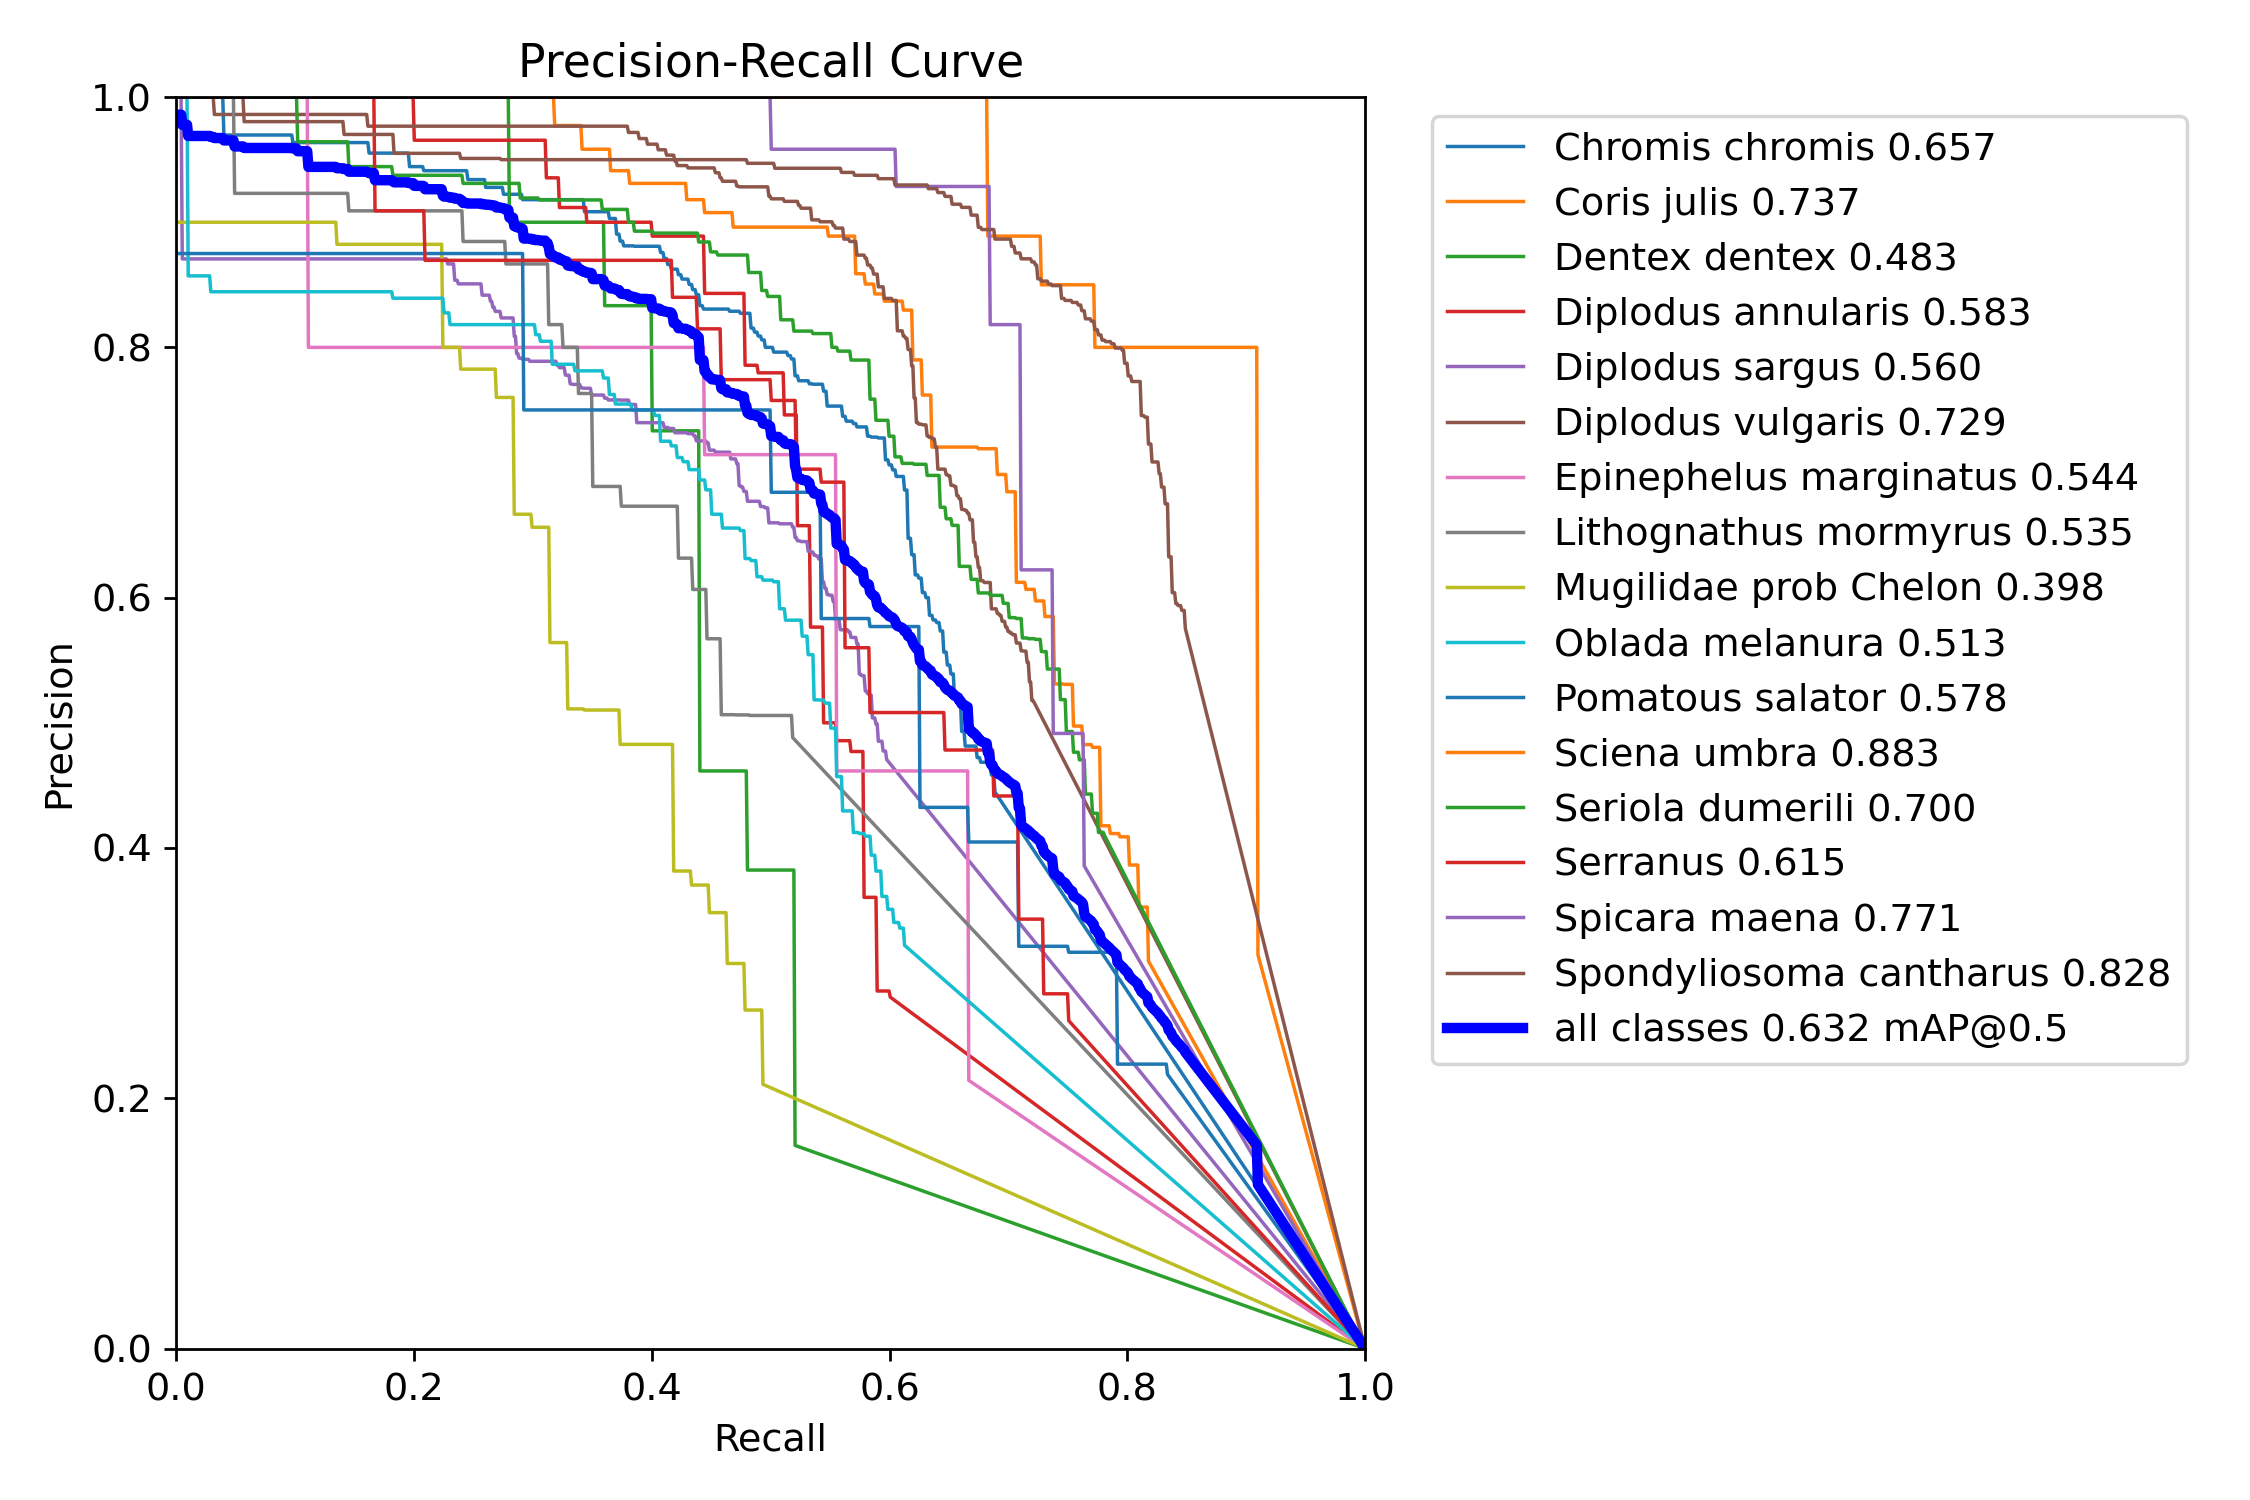 Precision-Recall Curve
1.0
0.8
0.6
0.4
0.2
0.0
Precision
0.0 0.2 0.4 0.6 0.8 1.0
Recall
Chromis chromis 0.657
Coris julis 0.737
Dentex dentex 0.483
Diplodus annularis 0.583
Diplodus sargus 0.560
Diplodus vulgaris 0.729
Epinephelus marginatus 0.544
Lithognathus mormyrus 0.535
Mugilidae prob Chelon 0.398
Oblada melanura 0.513
Pomatous salator 0.578
Sciena umbra 0.883
Seriola dumerili 0.700
Serranus 0.615
Spicara maena 0.771
Spondyliosoma cantharus 0.828
all classes 0.632 mAP@0.5